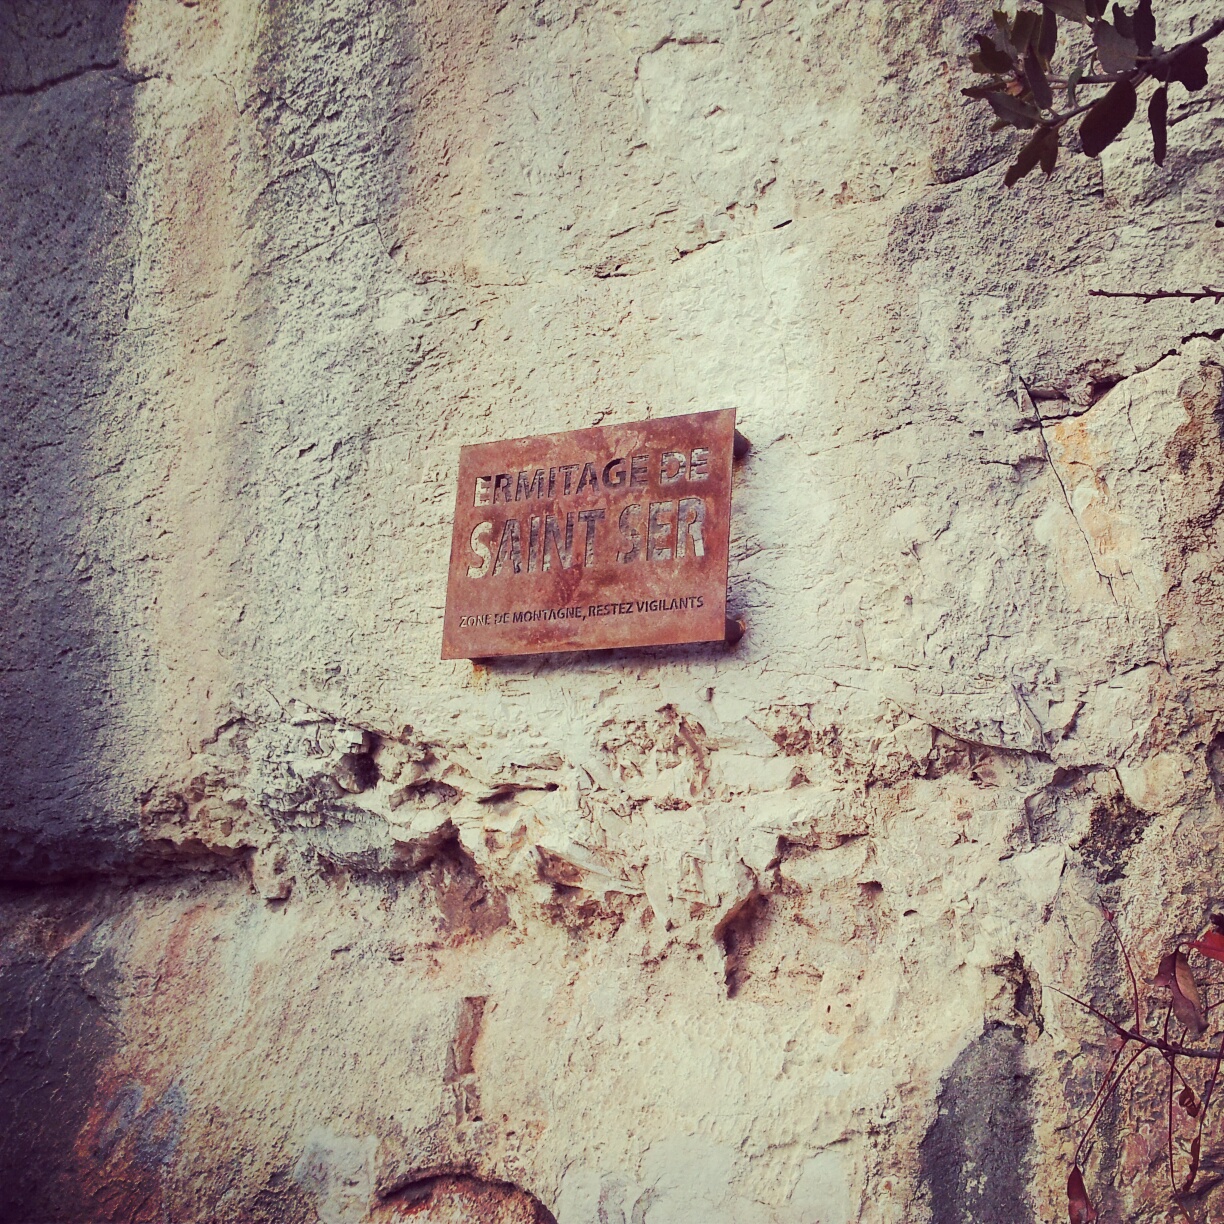 ERMITAGE DE
SAINT SER
ZONE DE MONTAGNE, RESTEZ VIGILANTS